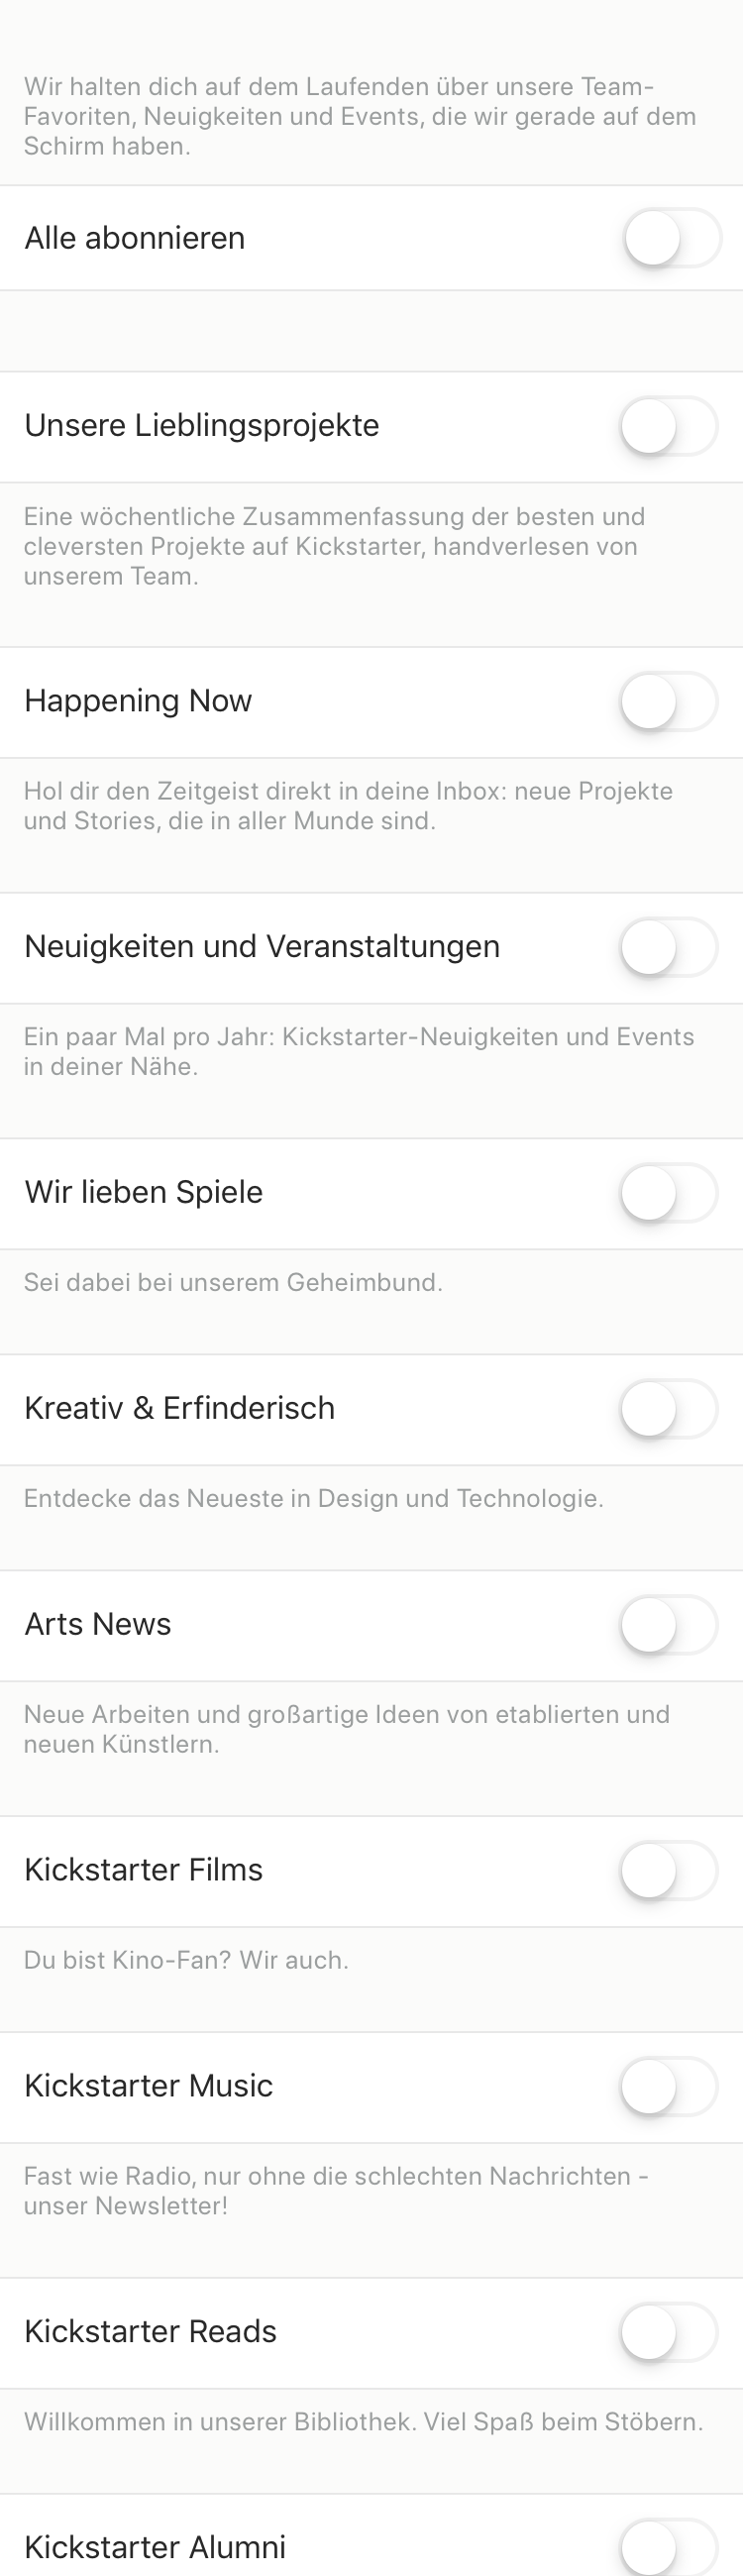 Wir halten dich auf dem Laufenden über unsere Team-
Favoriten, Neuigkeiten und Events, die wir gerade auf dem
Schirm haben.
Alle abonnieren
Unsere Lieblingsprojekte
Eine wöchentliche Zusammenfassung der besten und
cleversten Projekte auf Kickstarter, handverlesen von
unserem Team.
Happening Now
Hol dir den Zeitgeist direkt in deine Inbox: neue Projekte
und Stories, die in aller Munde sind.
Neuigkeiten und Veranstaltungen
Ein paar Mal pro Jahr: Kickstarter-Neuigkeiten und Events
in deiner Nähe.
Wir lieben Spiele
Sei dabei bei unserem Geheimbund.
Kreativ & Erfinderisch
Entdecke das Neueste in Design und Technologie.
Arts News
Neue Arbeiten und großartige Ideen von etablierten und
neuen Künstlern.
Kickstarter Films
Du bist Kino-Fan? Wir auch.
Kickstarter Music
Fast wie Radio, nur ohne die schlechten Nachrichten -
unser Newsletter!
Kickstarter Reads
Willkommen in unserer Bibliothek. Viel Spaß beim Stöbern.
Kickstarter Alumni